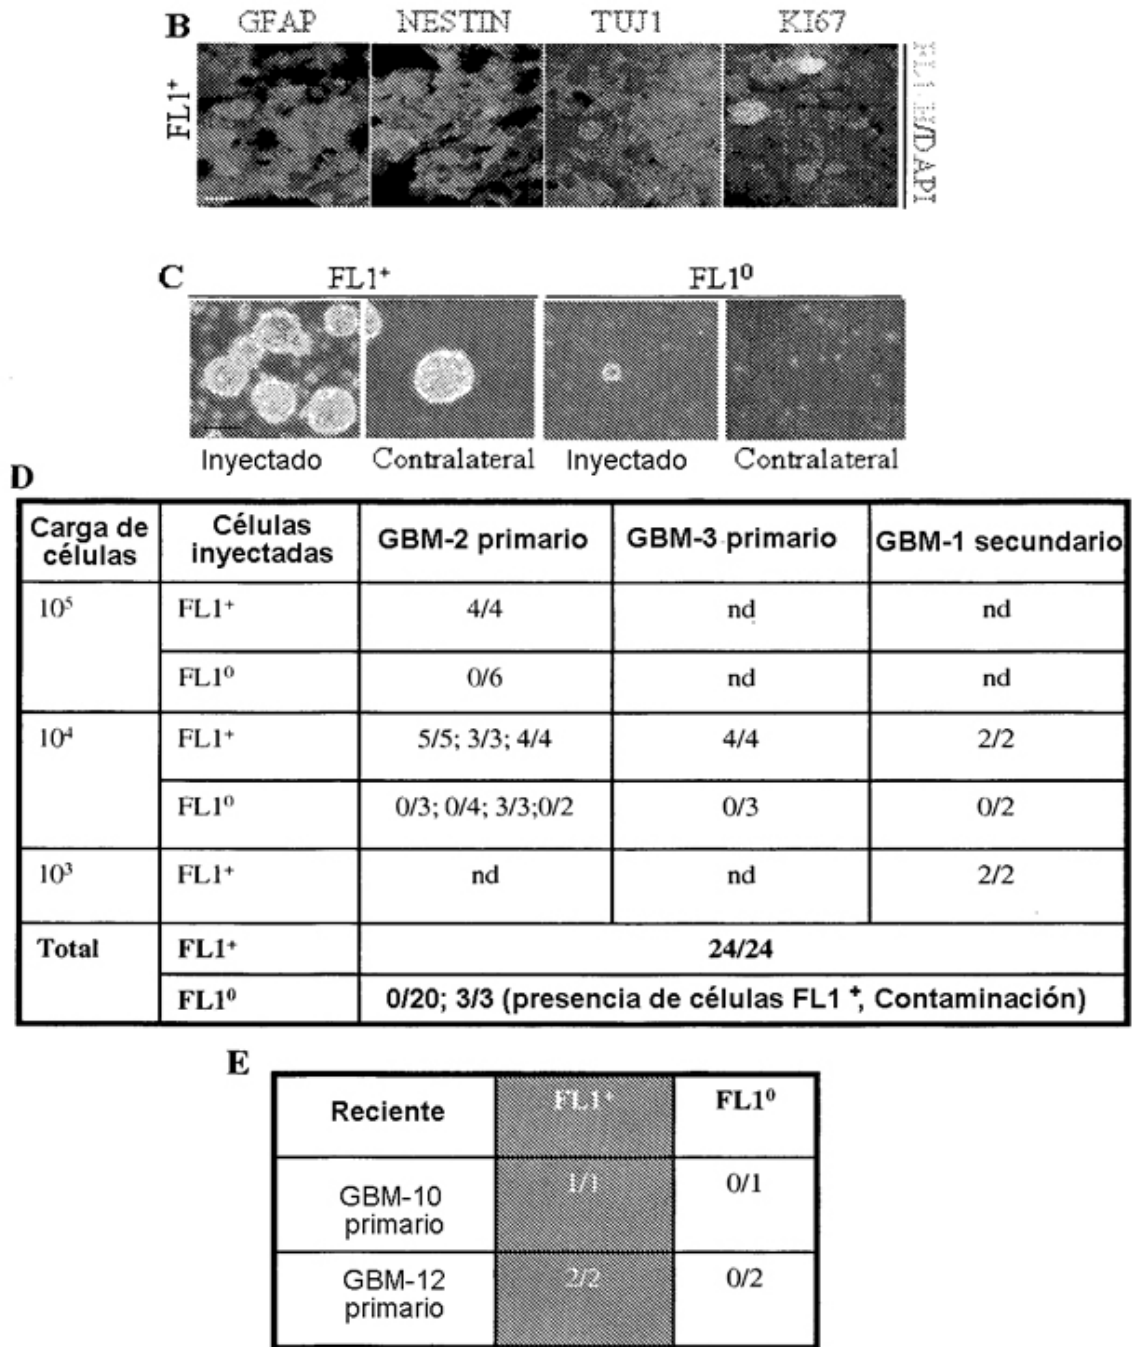 B GFAP NESTIN TUJ1 KI67
FL1⁺
FL1 H/DAPI
C FL1⁺ FL1⁰
Inyectado Contralateral Inyectado Contralateral
D
Carga de células Células inyectadas GBM-2 primario GBM-3 primario GBM-1 secundario
10⁵ FL1⁺ 4/4 nd nd
FL1⁰ 0/6 nd nd
10⁴ FL1⁺ 5/5; 3/3; 4/4 4/4 2/2
FL1⁰ 0/3; 0/4; 3/3;0/2 0/3 0/2
10³ FL1⁺ nd nd 2/2
Total FL1⁺ 24/24
FL1⁰ 0/20; 3/3 (presencia de células FL1 ⁺, Contaminación)
E
Reciente FL1⁺ FL1⁰
GBM-10 primario 1/1 0/1
GBM-12 primario 2/2 0/2